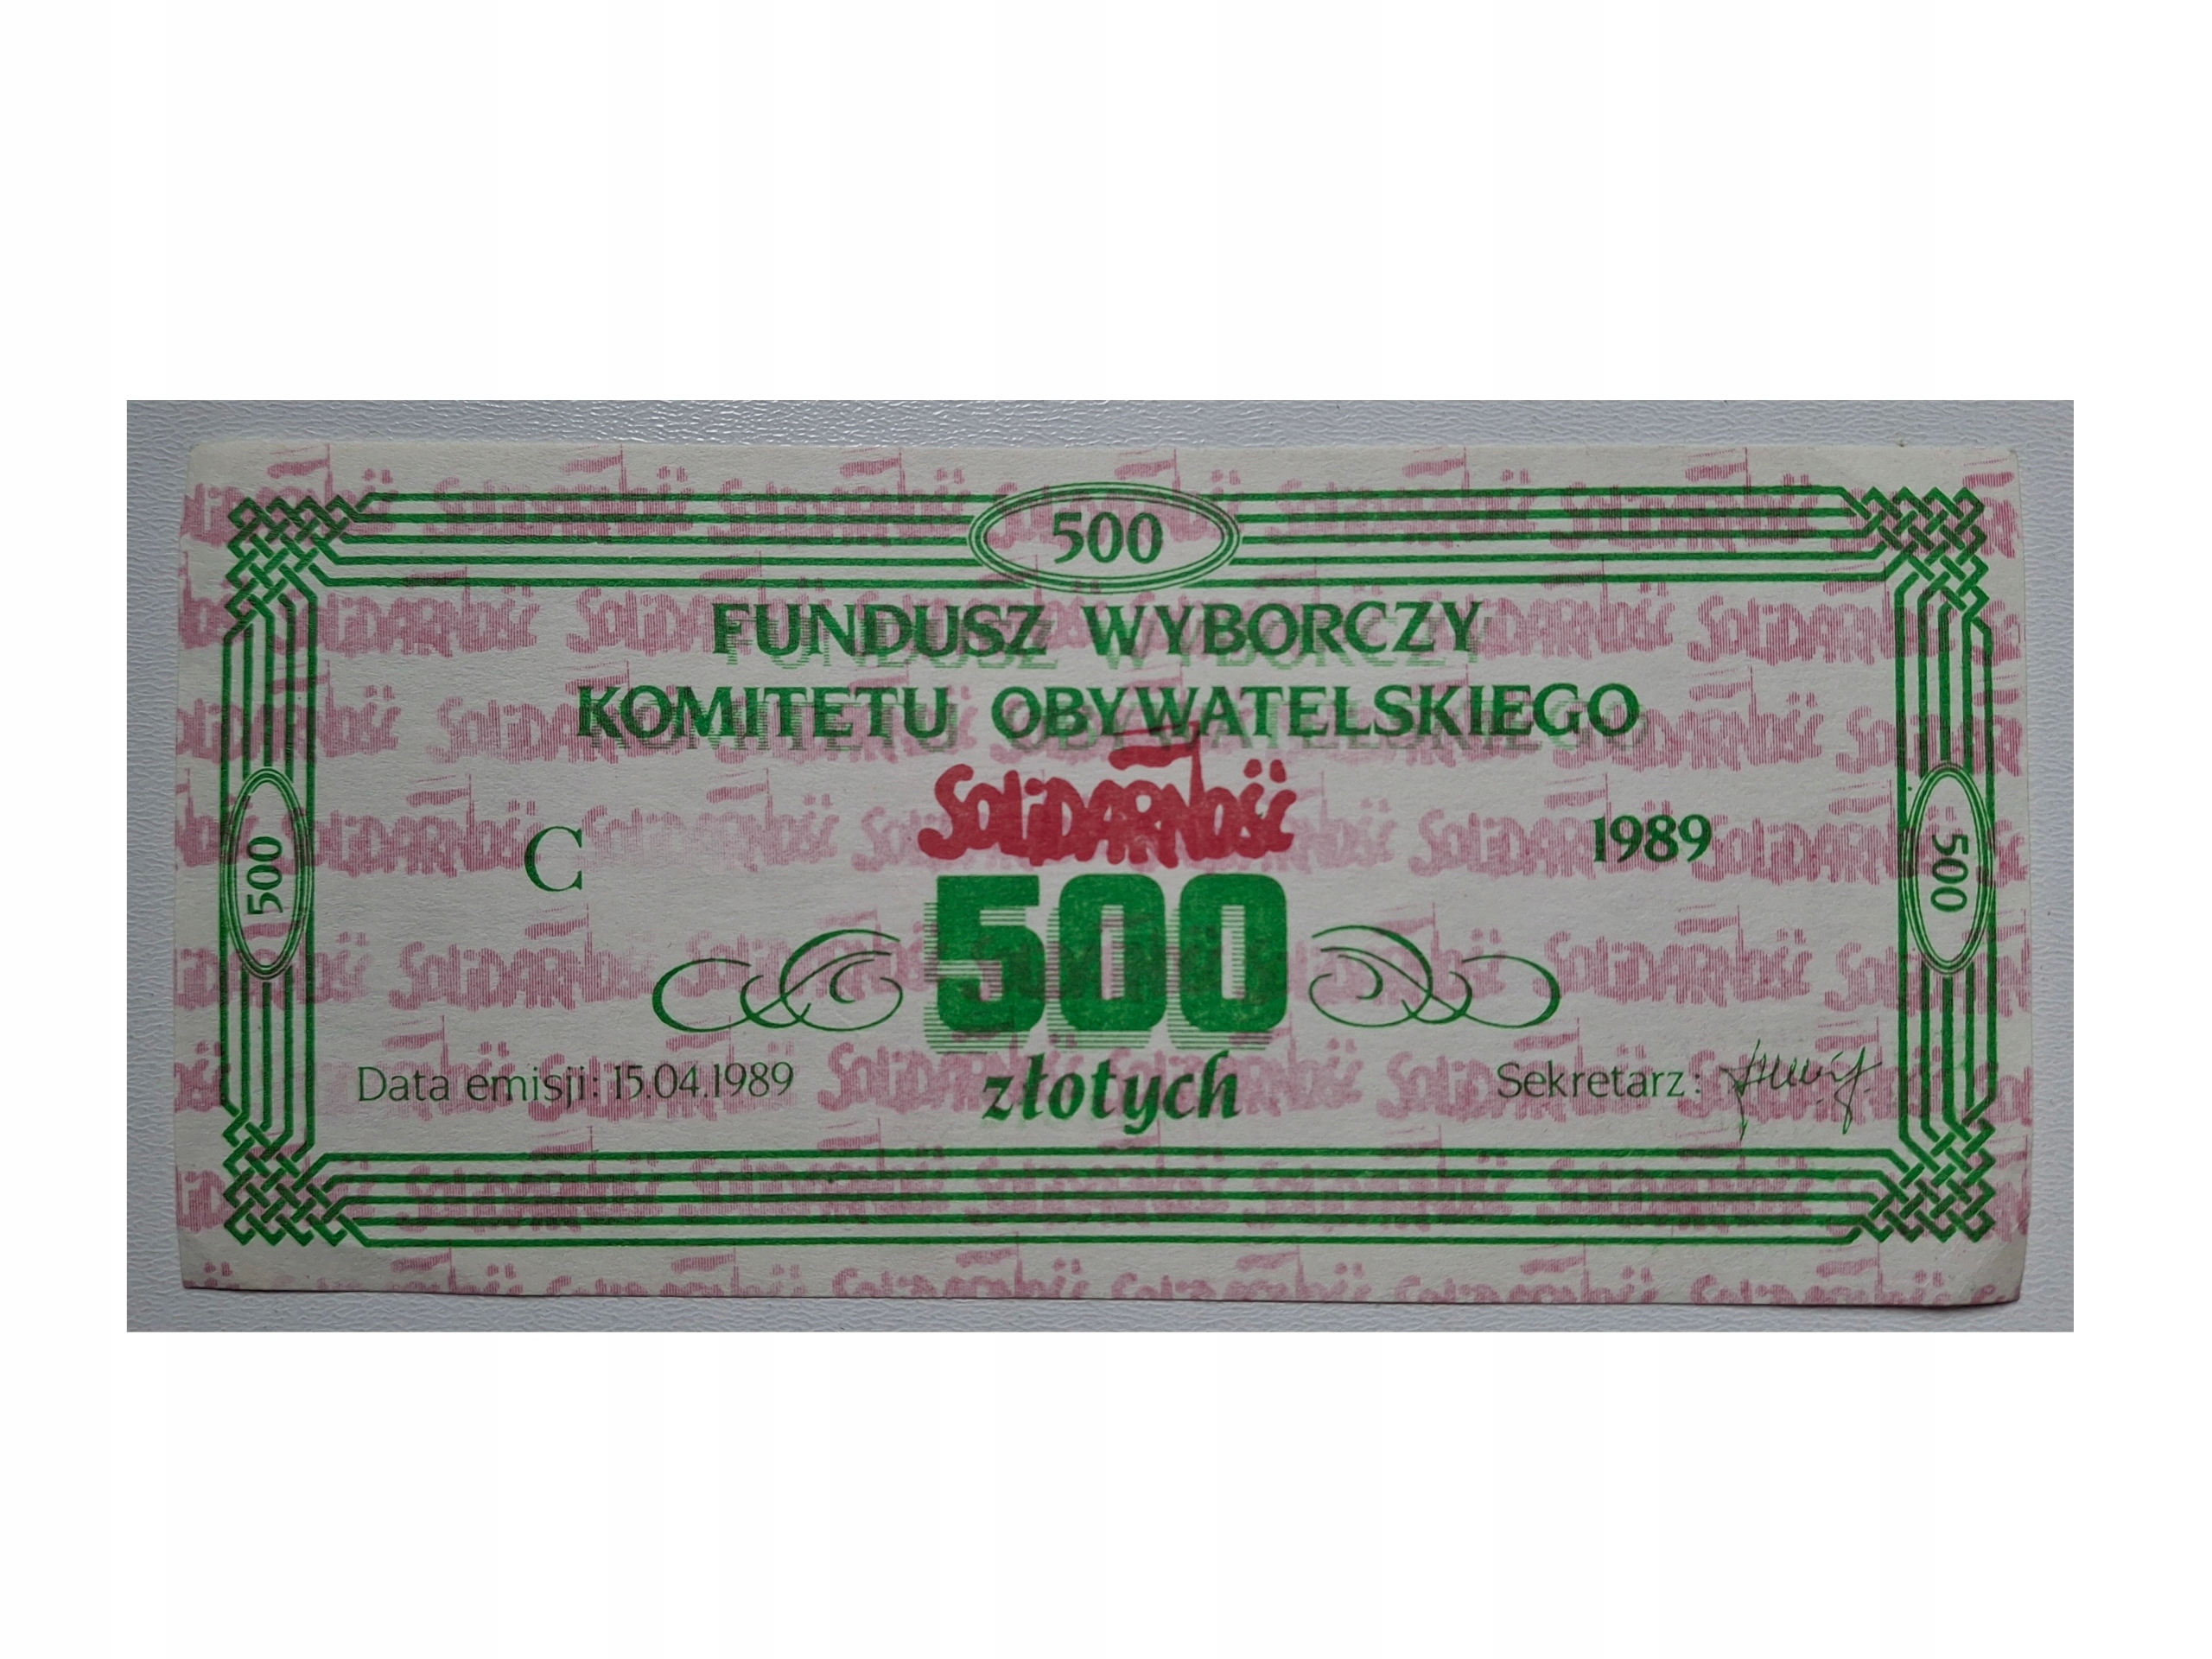 500
FUNDUSZ WYBORCZY
KOMITETU OBYWATELSKIEGO
SOLiDARNOŚĆ
C
1989
500
500
500
złotych
Data emisji: 15.04.1989
Sekretarz: